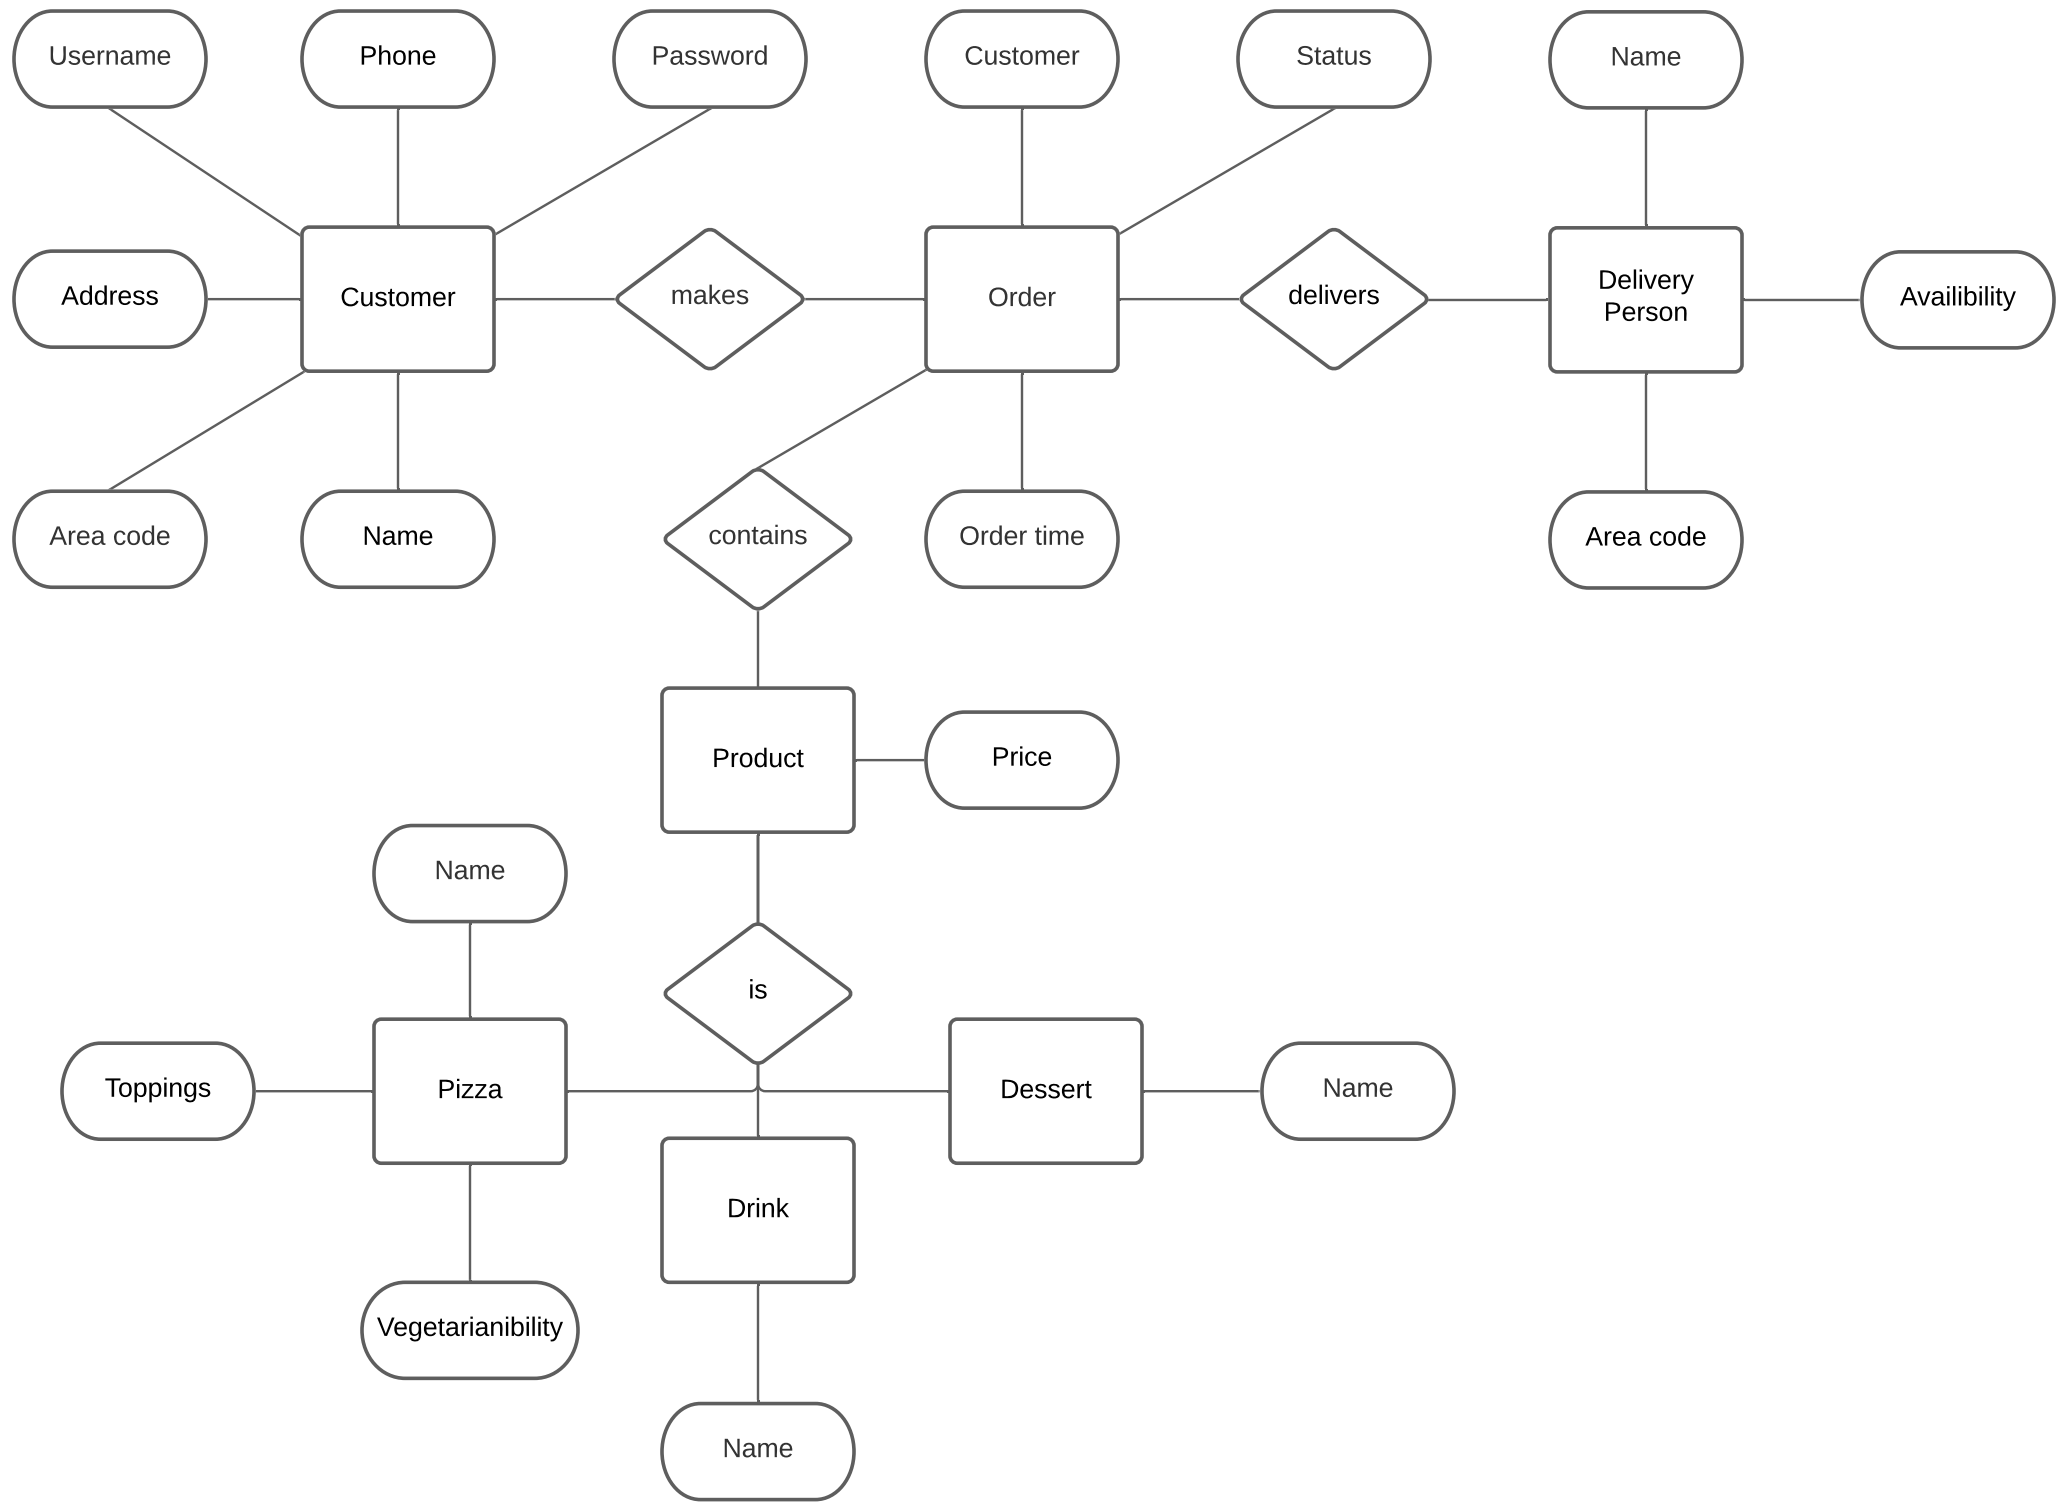 Username
Phone
Password
Customer
Status
Name
Address
Customer
makes
Order
delivers
Delivery
Person
Availibility
Area code
Name
contains
Order time
Area code
Product
Price
Name
is
Toppings
Pizza
Dessert
Name
Drink
Vegetarianibility
Name